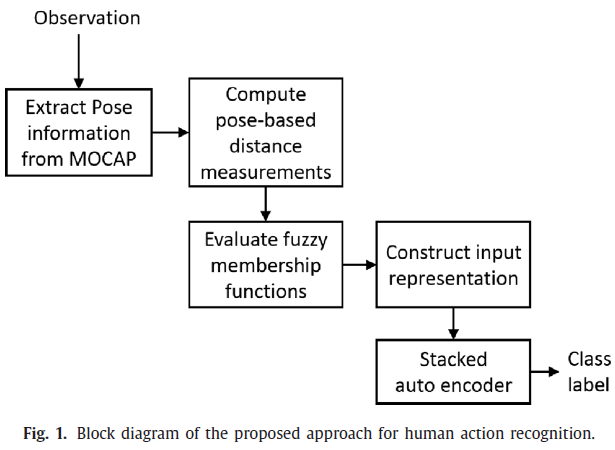 Observation
Extract Pose
information
from MOCAP
Compute
pose-based
distance
measurements
Evaluate fuzzy
membership
functions
Construct input
representation
Stacked
auto encoder
Class
label
Fig. 1. Block diagram of the proposed approach for human action recognition.